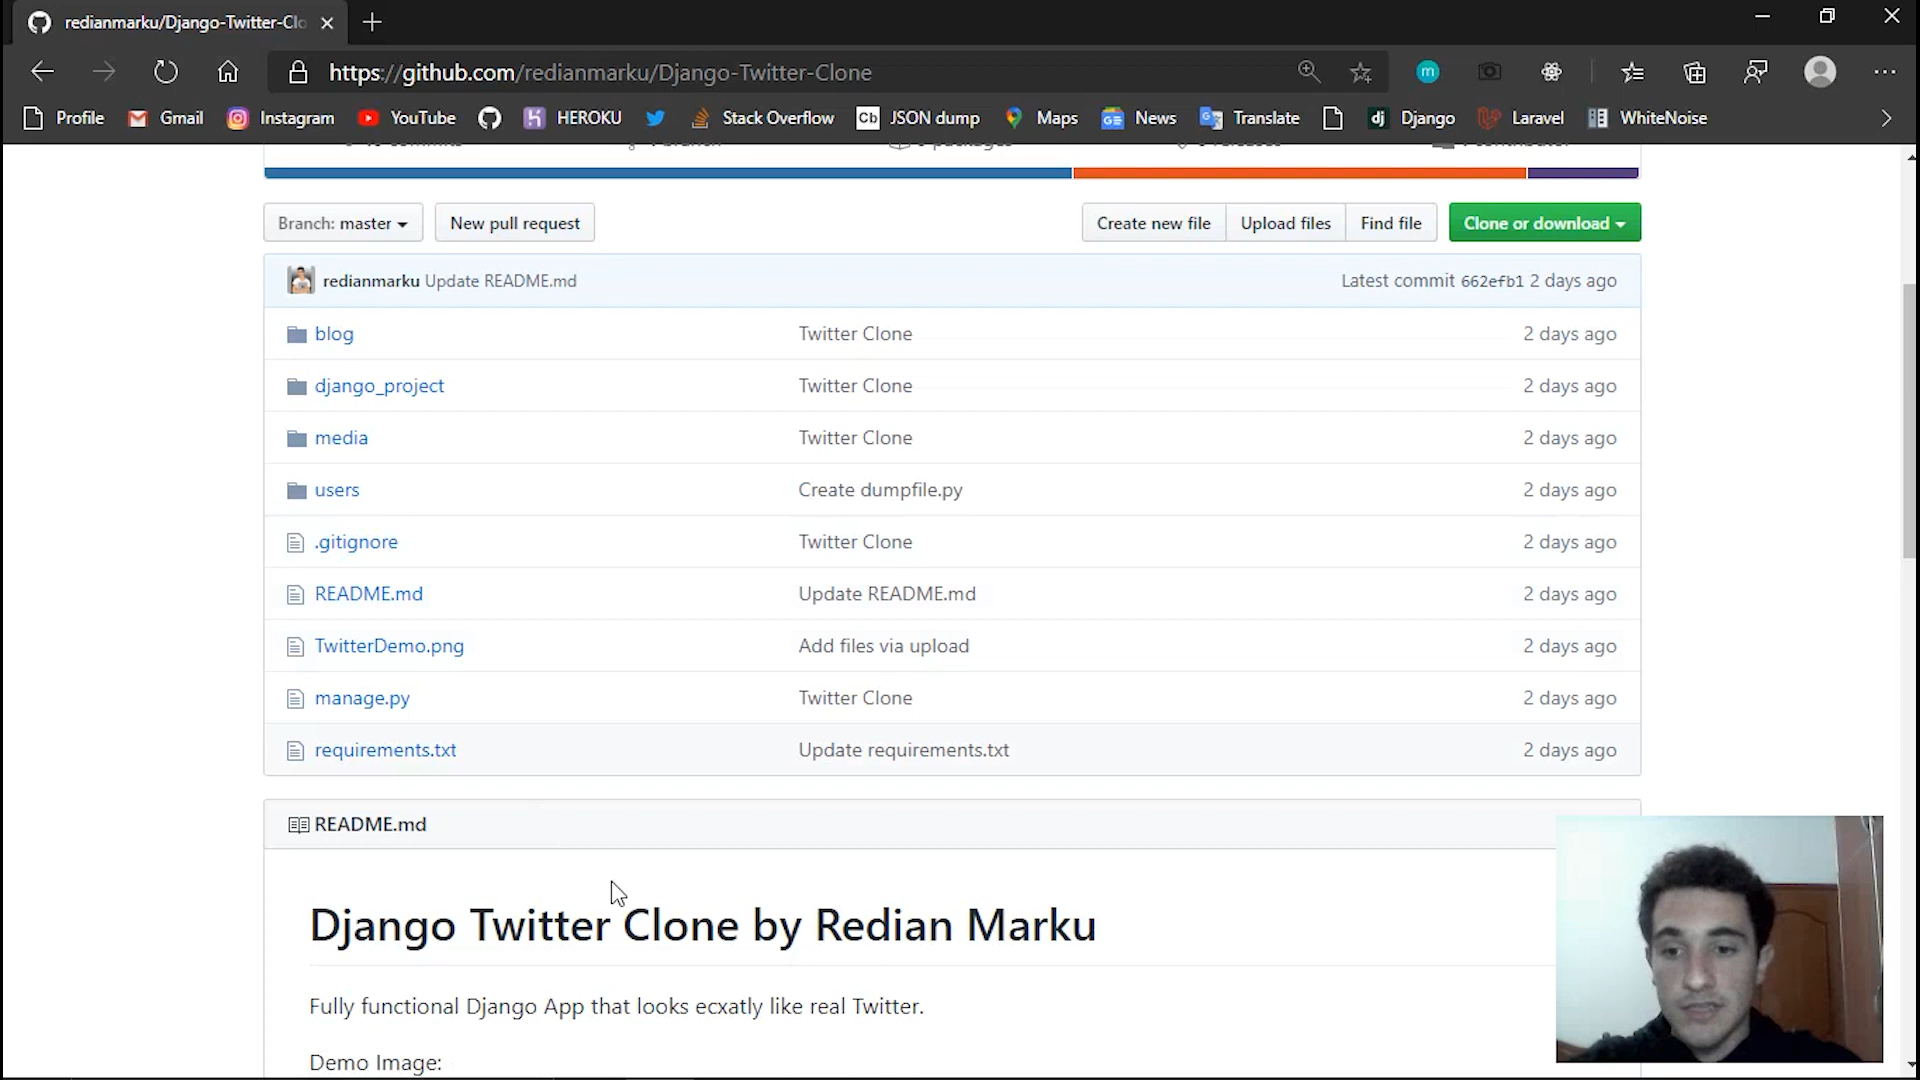 redianmarku/Django-Twitter-Clo
https://github.com/redianmarku/Django-Twitter-Clone
m
Profile Gmail Instagram YouTube HEROKU Stack Overflow Cb JSON dump Maps GE News Translate dj Django Laravel WhiteNoise
Branch: master New pull request Create new file Upload files Find file Clone or download
redianmarku Update README.md Latest commit 662efb1 2 days ago
blog Twitter Clone 2 days ago
django_project Twitter Clone 2 days ago
media Twitter Clone 2 days ago
users Create dumpfile.py 2 days ago
.gitignore Twitter Clone 2 days ago
README.md Update README.md 2 days ago
TwitterDemo.png Add files via upload 2 days ago
manage.py Twitter Clone 2 days ago
requirements.txt Update requirements.txt 2 days ago
README.md
Django Twitter Clone by Redian Marku
Fully functional Django App that looks ecxatly like real Twitter.
Demo Image: